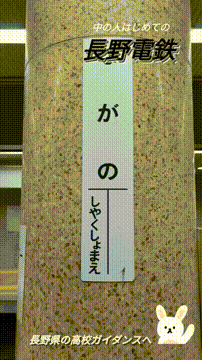 中の人はじめての
長野電鉄
がの
しやくしょまえ
長野県の高校ガイダンスへ